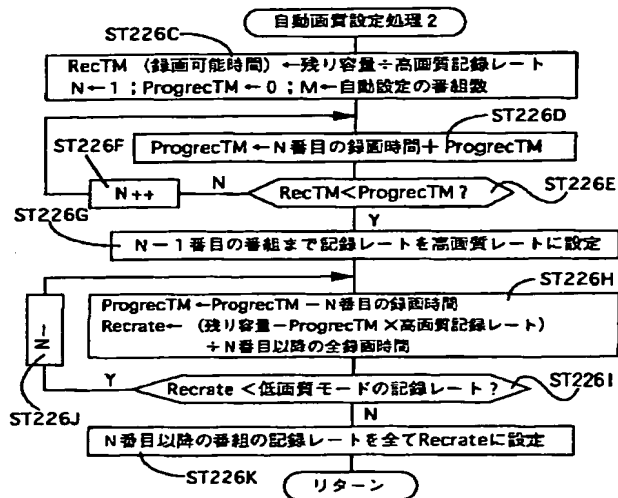 自動画質設定処理2
ST226C
RecTM (録画可能時間) ←残り容量÷高画質記録レート
N←1 ; ProgrecTM ← 0 ; M←自動設定の番組数
ST226D
ProgrecTM ← N番目の録画時間+ ProgrecTM
ST226F
N++
N
RecTM<ProgrecTM ?
ST226E
Y
ST226G
N−1番目の番組まで記録レートを高画質レートに設定
ST226H
ProgrecTM ← ProgrecTM − N番目の録画時間
Recrate← (残り容量−ProgrecTM ×高画質記録レート)
÷N番目以降の全録画時間
N−
Y
Recrate <低画質モードの記録レート?
ST226I
ST226J
N
N番目以降の番組の記録レートを全てRecrateに設定
ST226K
リターン